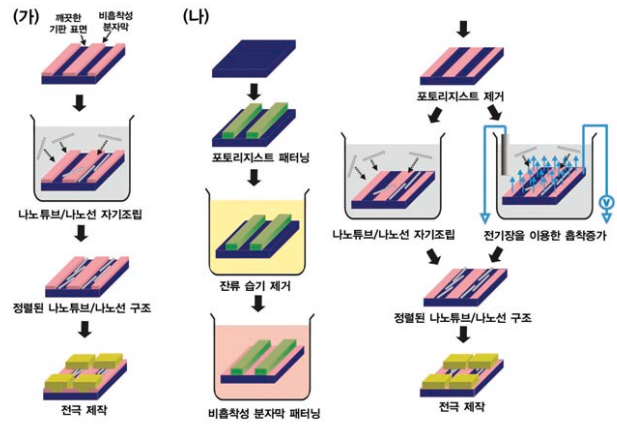 (가)
깨끗한
기판 표면
비흡착성
분자막
나노튜브/나노선 자기조립
정렬된 나노튜브/나노선 구조
전극 제작
(나)
포토리지스트 패터닝
잔류 습기 제거
비흡착성 분자막 패터닝
포토리지스트 제거
나노튜브/나노선 자기조립
V
전기장을 이용한 흡착증가
정렬된 나노튜브/나노선 구조
전극 제작